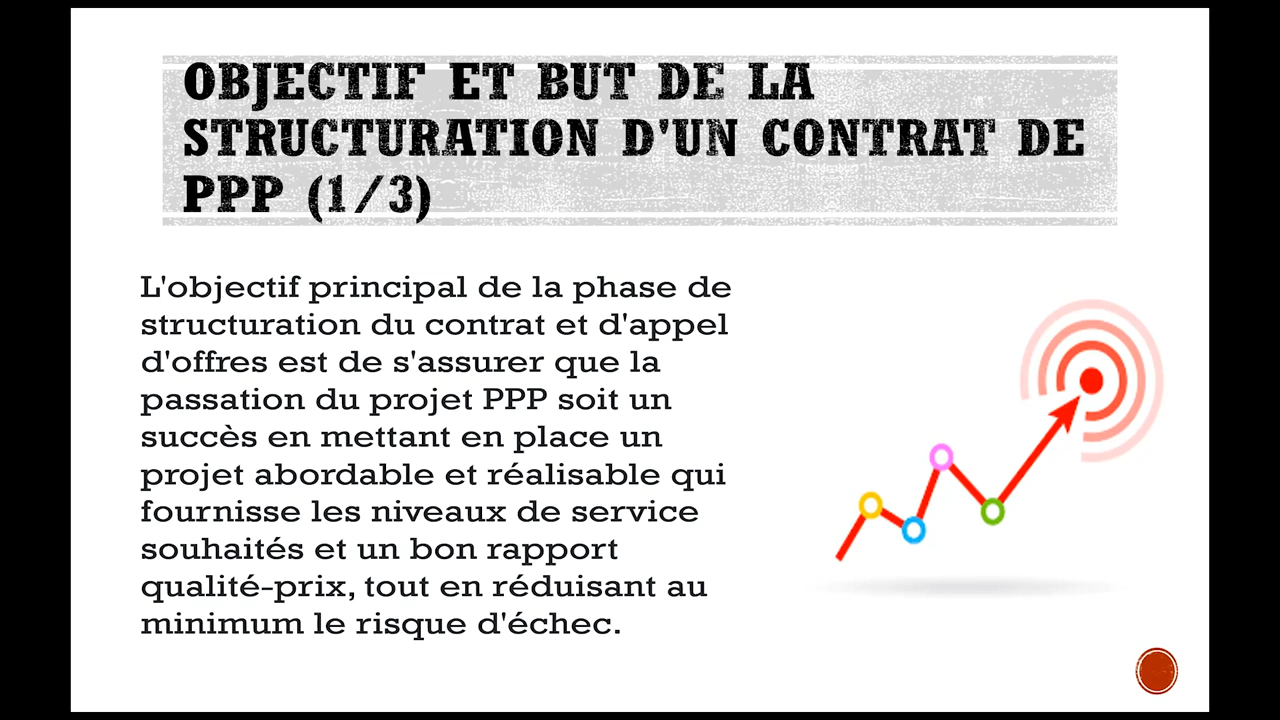 OBJECTIF ET BUT DE LA
STRUCTURATION D'UN CONTRAT DE
PPP (1/3)
L'objectif principal de la phase de
structuration du contrat et d'appel
d'offres est de s'assurer que la
passation du projet PPP soit un
succès en mettant en place un
projet abordable et réalisable qui
fournisse les niveaux de service
souhaités et un bon rapport
qualité-prix, tout en réduisant au
minimum le risque d'échec.